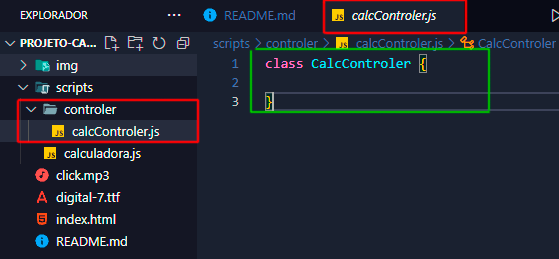 EXPLORADOR
PROJETO-CA...
img
scripts
controler
JS calcControler.js
JS calculadora.js
click.mp3
A digital-7.ttf
index.html
README.md
README.md
JS calcControler.js
scripts > controler > JS calcControler.js > CalcControler
1 class CalcControler {
2
3 }